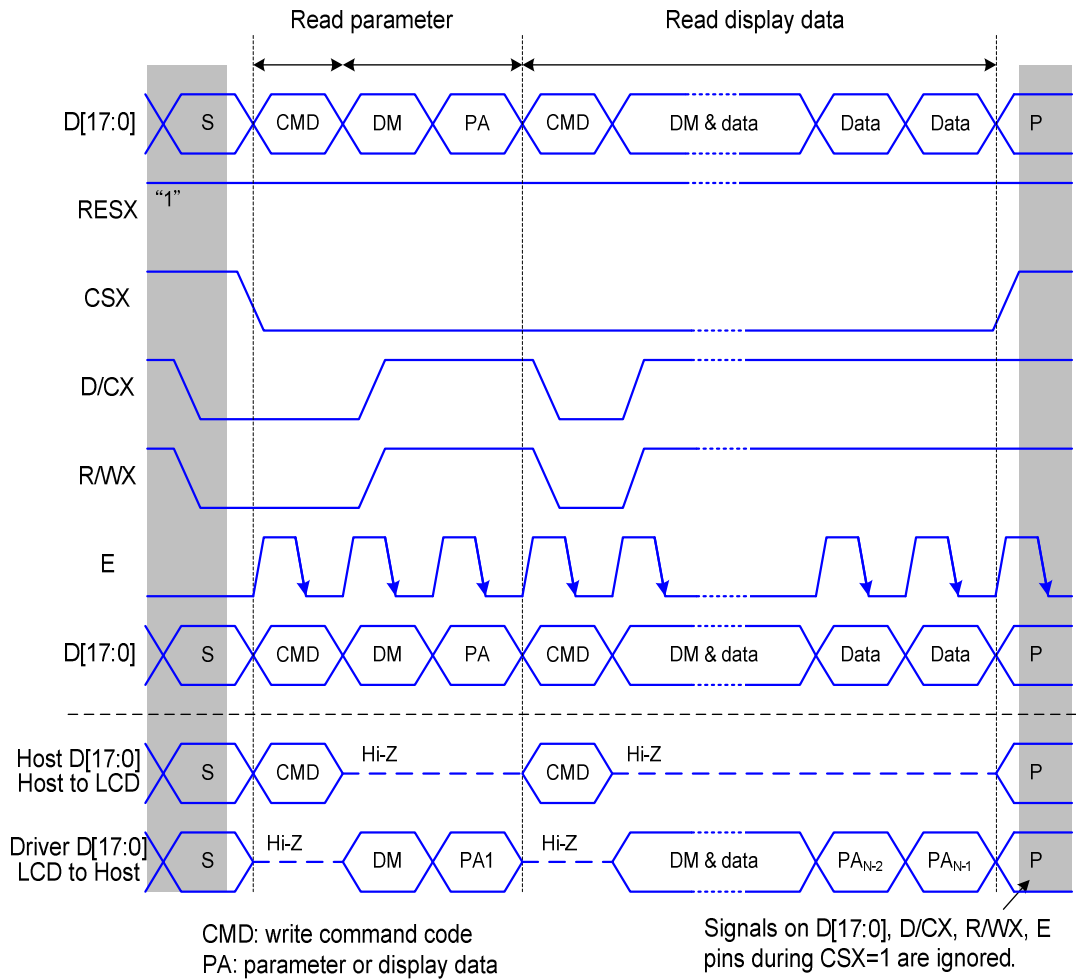 Read parameter Read display data
D[17:0] S CMD DM PA CMD DM & data Data Data P
RESX "1"
CSX
D/CX
R/WX
E
D[17:0] S CMD DM PA CMD DM & data Data Data P
Host D[17:0]
Host to LCD
S CMD Hi-Z CMD Hi-Z P
Driver D[17:0]
LCD to Host
S Hi-Z DM PA1 Hi-Z DM & data PAN-2 PAN-1 P
CMD: write command code
PA: parameter or display data
Signals on D[17:0], D/CX, R/WX, E
pins during CSX=1 are ignored.